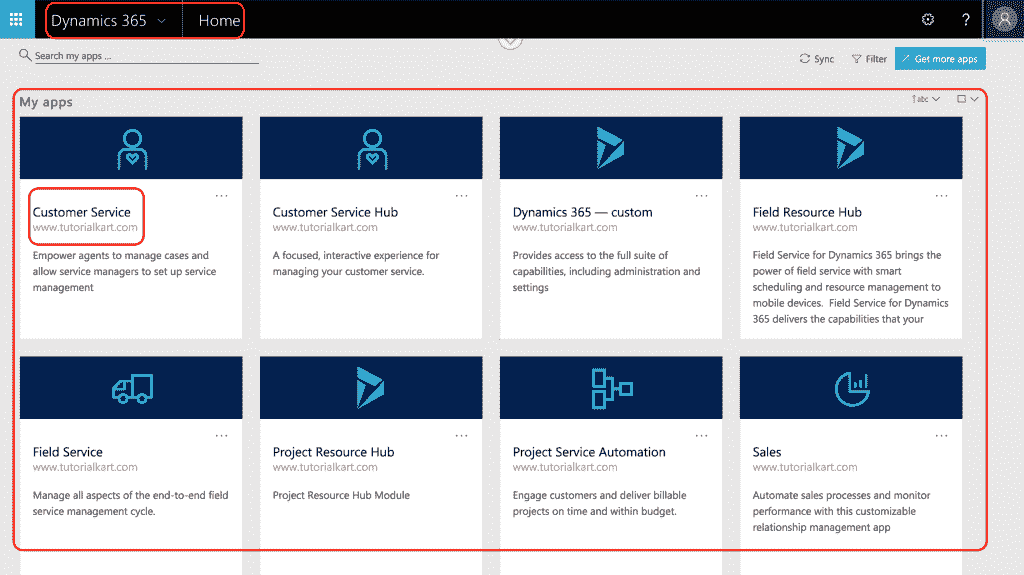 Dynamics 365 Home ?
Search my apps ...
Sync Filter Get more apps
My apps
abc
Customer Service
www.tutorialkart.com
Empower agents to manage cases and
allow service managers to set up service
management
Customer Service Hub
www.tutorialkart.com
A focused, interactive experience for
managing your customer service.
Dynamics 365 — custom
www.tutorialkart.com
Provides access to the full suite of
capabilities, including administration and
settings
Field Resource Hub
www.tutorialkart.com
Field Service for Dynamics 365 brings the
power of field service with smart
scheduling and resource management to
mobile devices. Field Service for Dynamics
365 delivers the capabilities that your
Field Service
www.tutorialkart.com
Manage all aspects of the end-to-end field
service management cycle.
Project Resource Hub
www.tutorialkart.com
Project Resource Hub Module
Project Service Automation
www.tutorialkart.com
Engage customers and deliver billable
projects on time and within budget.
Sales
www.tutorialkart.com
Automate sales processes and monitor
performance with this customizable
relationship management app